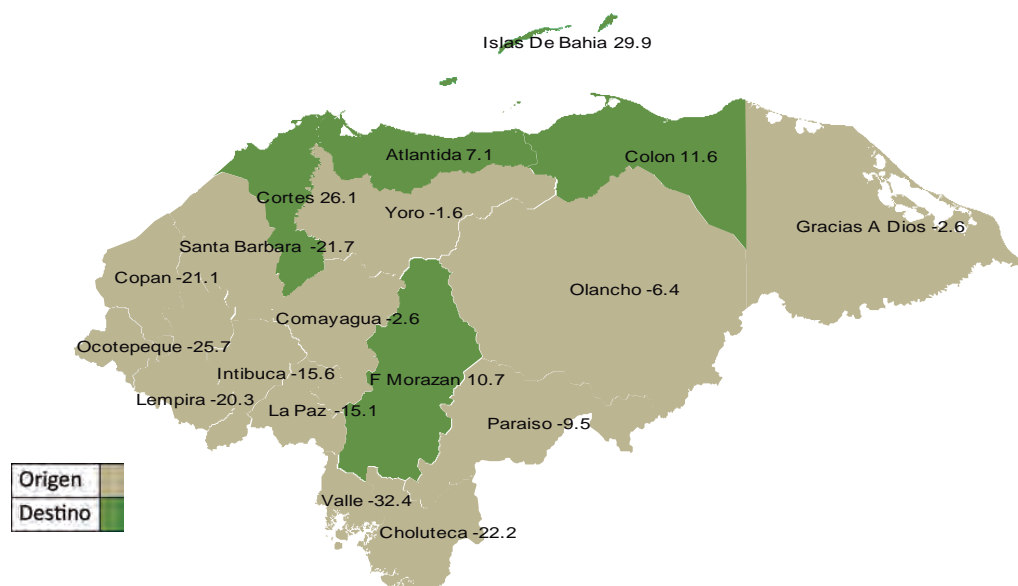 Islas De Bahia 29.9
Atlantida 7.1
Colon 11.6
Cortes 26.1
Yoro -1.6
Gracias A Dios -2.6
Santa Barbara -21.7
Copan -21.1
Olancho -6.4
Comayagua -2.6
Ocotepeque -25.7
Intibuca -15.6
F Morazan 10.7
Lempira -20.3
La Paz -15.1
Paraiso -9.5
Origen
Destino
Valle -32.4
Choluteca -22.2